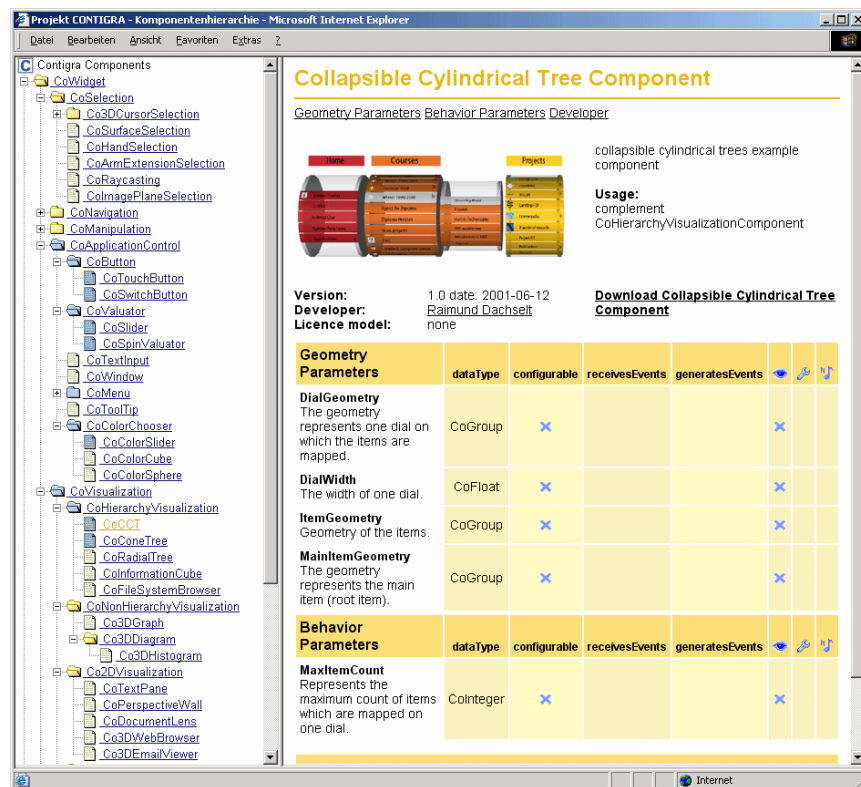 Projekt CONTIGRA - Komponentenhierarchie - Microsoft Internet Explorer
Datei Bearbeiten Ansicht Favoriten Extras ?
Contigra Components
CoWidget
CoSelection
Co3DCursorSelection
CoSurfaceSelection
CoHandSelection
CoArmExtensionSelection
CoRaycasting
CoImagePlaneSelection
CoNavigation
CoManipulation
CoApplicationControl
CoButton
CoTouchButton
CoSwitchButton
CoValuator
CoSlider
CoSpinValuator
CoTextInput
CoWindow
CoMenu
CoToolTip
CoColorChooser
CoColorSlider
CoColorCube
CoColorSphere
CoVisualization
CoHierarchyVisualization
CoCCT
CoConeTree
CoRadialTree
CoInformationCube
CoFileSystemBrowser
CoNonHierarchyVisualization
Co3DGraph
Co3DDiagram
Co3DHistogram
Co2DVisualization
CoTextPane
CoPerspectiveWall
CoDocumentLens
Co3DWebBrowser
Co3DEmailViewer
Collapsible Cylindrical Tree Component
Geometry Parameters Behavior Parameters Developer
Home Courses Projects
collapsible cylindrical trees example
component
Usage:
complement
CoHierarchyVisualizationComponent
Version: 1.0 date: 2001-06-12
Developer: Raimund Dachselt
Licence model: none
Download Collapsible Cylindrical Tree
Component
Geometry
Parameters dataType configurable receivesEvents generatesEvents
DialGeometry
The geometry
represents one dial on
which the items are
mapped.
CoGroup
DialWidth
The width of one dial.
CoFloat
ItemGeometry
Geometry of the items.
CoGroup
MainItemGeometry
The geometry
represents the main
item (root item).
CoGroup
Behavior
Parameters dataType configurable receivesEvents generatesEvents
MaxItemCount
Represents the
maximum count of items
which are mapped on
one dial.
CoInteger
Internet